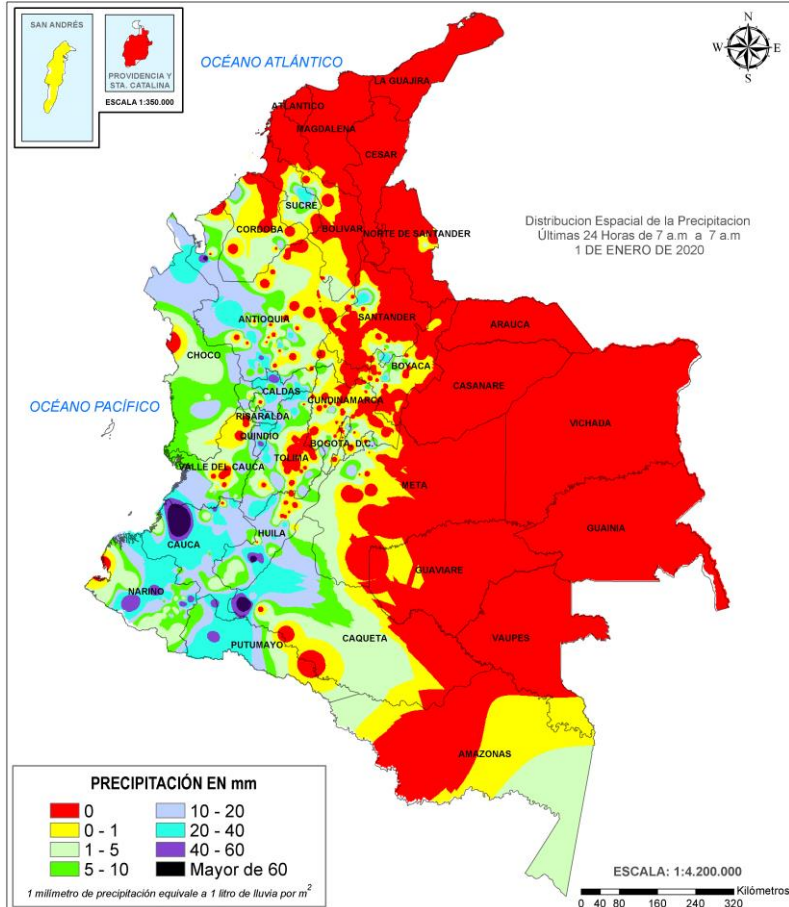 SAN ANDRÉS
PROVIDENCIA Y
STA. CATALINA
ESCALA 1:350.000
OCÉANO ATLÁNTICO
N
W
E
S
LA GUAJIRA
ATLANTICO
MAGDALENA
CESAR
SUCRE
CORDOBA
BOLIVAR
NORTE DE SANTANDER
Distribucion Espacial de la Precipitacion
Últimas 24 Horas de 7 a.m a 7 a.m
1 DE ENERO DE 2020
ANTIOQUIA
SANTANDER
ARAUCA
CHOCO
BOYACA
CASANARE
OCÉANO PACÍFICO
CALDAS
CUNDINAMARCA
RISARALDA
VICHADA
QUINDIO
BOGOTÁ, D.C.
TOLIMA
VALLE DEL CAUCA
META
GUAINIA
HUILA
CAUCA
GUAVIARE
NARIÑO
CAQUETA
VAUPES
PUTUMAYO
AMAZONAS
PRECIPITACIÓN EN mm
0
10 - 20
0 - 1
20 - 40
1 - 5
40 - 60
5 - 10
Mayor de 60
1 milímetro de precipitación equivale a 1 litro de lluvia por m²
ESCALA: 1:4.200.000
Kilómetros
0 40 80 160 240 320